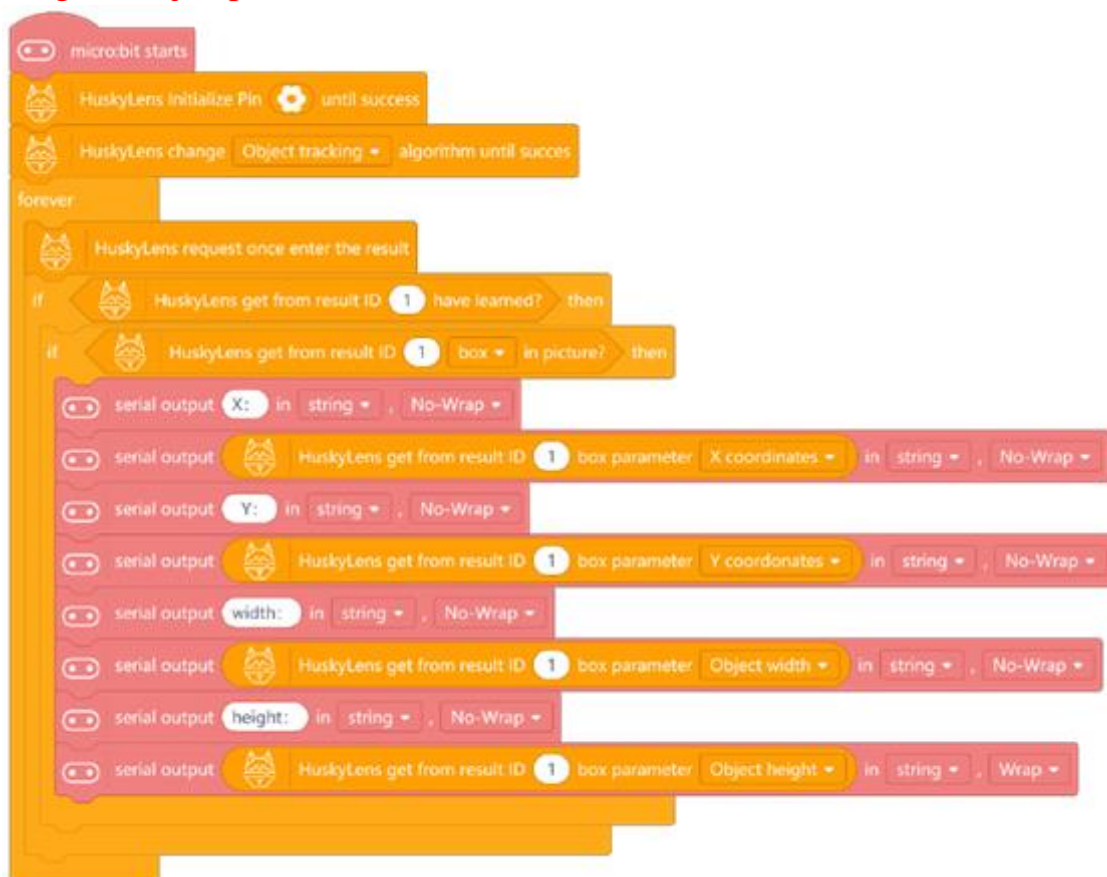 micro:bit starts
HuskyLens Initialize Pin until success
HuskyLens change Object tracking algorithm until succes
forever
HuskyLens request once enter the result
if HuskyLens get from result ID 1 have learned? then
if HuskyLens get from result ID 1 box in picture? then
serial output X: in string , No-Wrap
serial output HuskyLens get from result ID 1 box parameter X coordinates in string , No-Wrap
serial output Y: in string , No-Wrap
serial output HuskyLens get from result ID 1 box parameter Y coordonates in string , No-Wrap
serial output width: in string , No-Wrap
serial output HuskyLens get from result ID 1 box parameter Object width in string , No-Wrap
serial output height: in string , No-Wrap
serial output HuskyLens get from result ID 1 box parameter Object height in string , Wrap